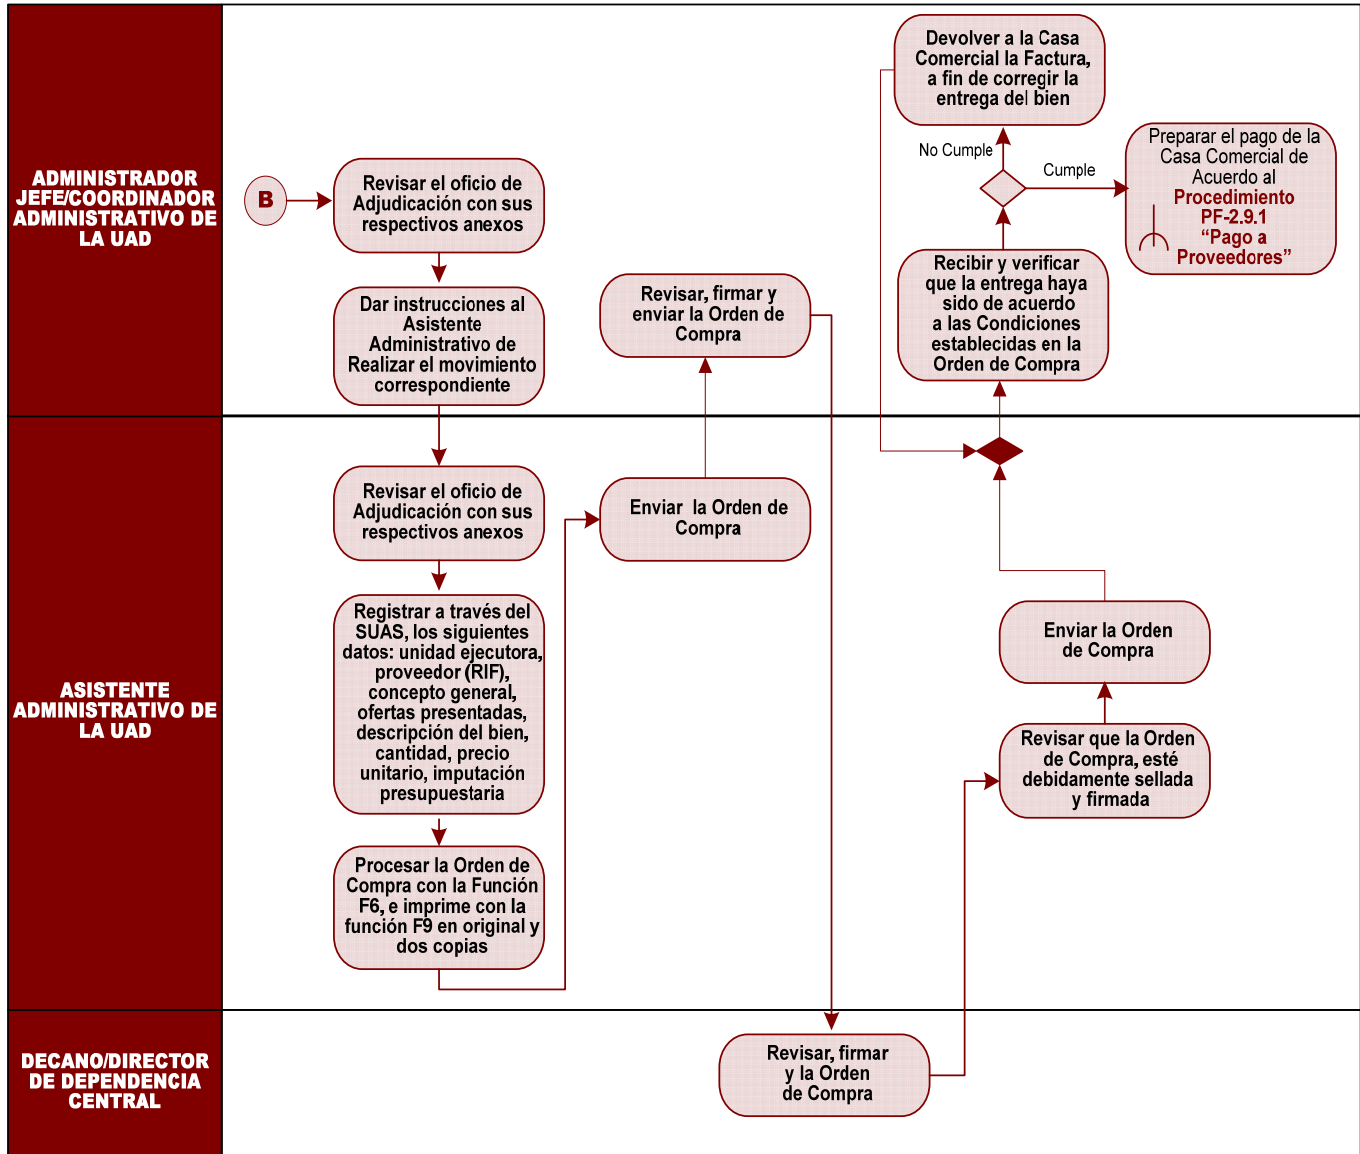 ADMINISTRADOR
JEFE/COORDINADOR
ADMINISTRATIVO DE
LA UAD
B
Revisar el oficio de
Adjudicación con sus
respectivos anexos
Dar instrucciones al
Asistente
Administrativo de
Realizar el movimiento
correspondiente
Revisar, firmar y
enviar la Orden de
Compra
Devolver a la Casa
Comercial la Factura,
a fin de corregir la
entrega del bien
No Cumple
Cumple
Preparar el pago de la
Casa Comercial de
Acuerdo al
Procedimiento
PF-2.9.1
“Pago a
Proveedores”
Recibir y verificar
que la entrega haya
sido de acuerdo
a las Condiciones
establecidas en la
Orden de Compra
ASISTENTE
ADMINISTRATIVO DE
LA UAD
Revisar el oficio de
Adjudicación con sus
respectivos anexos
Registrar a través del
SUAS, los siguientes
datos: unidad ejecutora,
proveedor (RIF),
concepto general,
ofertas presentadas,
descripción del bien,
cantidad, precio
unitario, imputación
presupuestaria
Procesar la Orden de
Compra con la Función
F6, e imprime con la
función F9 en original y
dos copias
Enviar la Orden de
Compra
Enviar la Orden
de Compra
Revisar que la Orden
de Compra, esté
debidamente sellada
y firmada
DECANO/DIRECTOR
DE DEPENDENCIA
CENTRAL
Revisar, firmar
y la Orden
de Compra